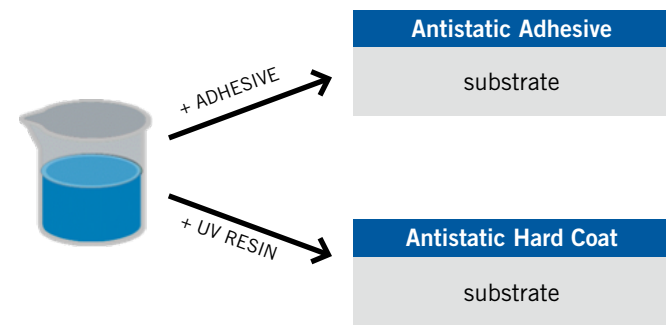 + ADHESIVE
Antistatic Adhesive
substrate
+ UV RESIN
Antistatic Hard Coat
substrate